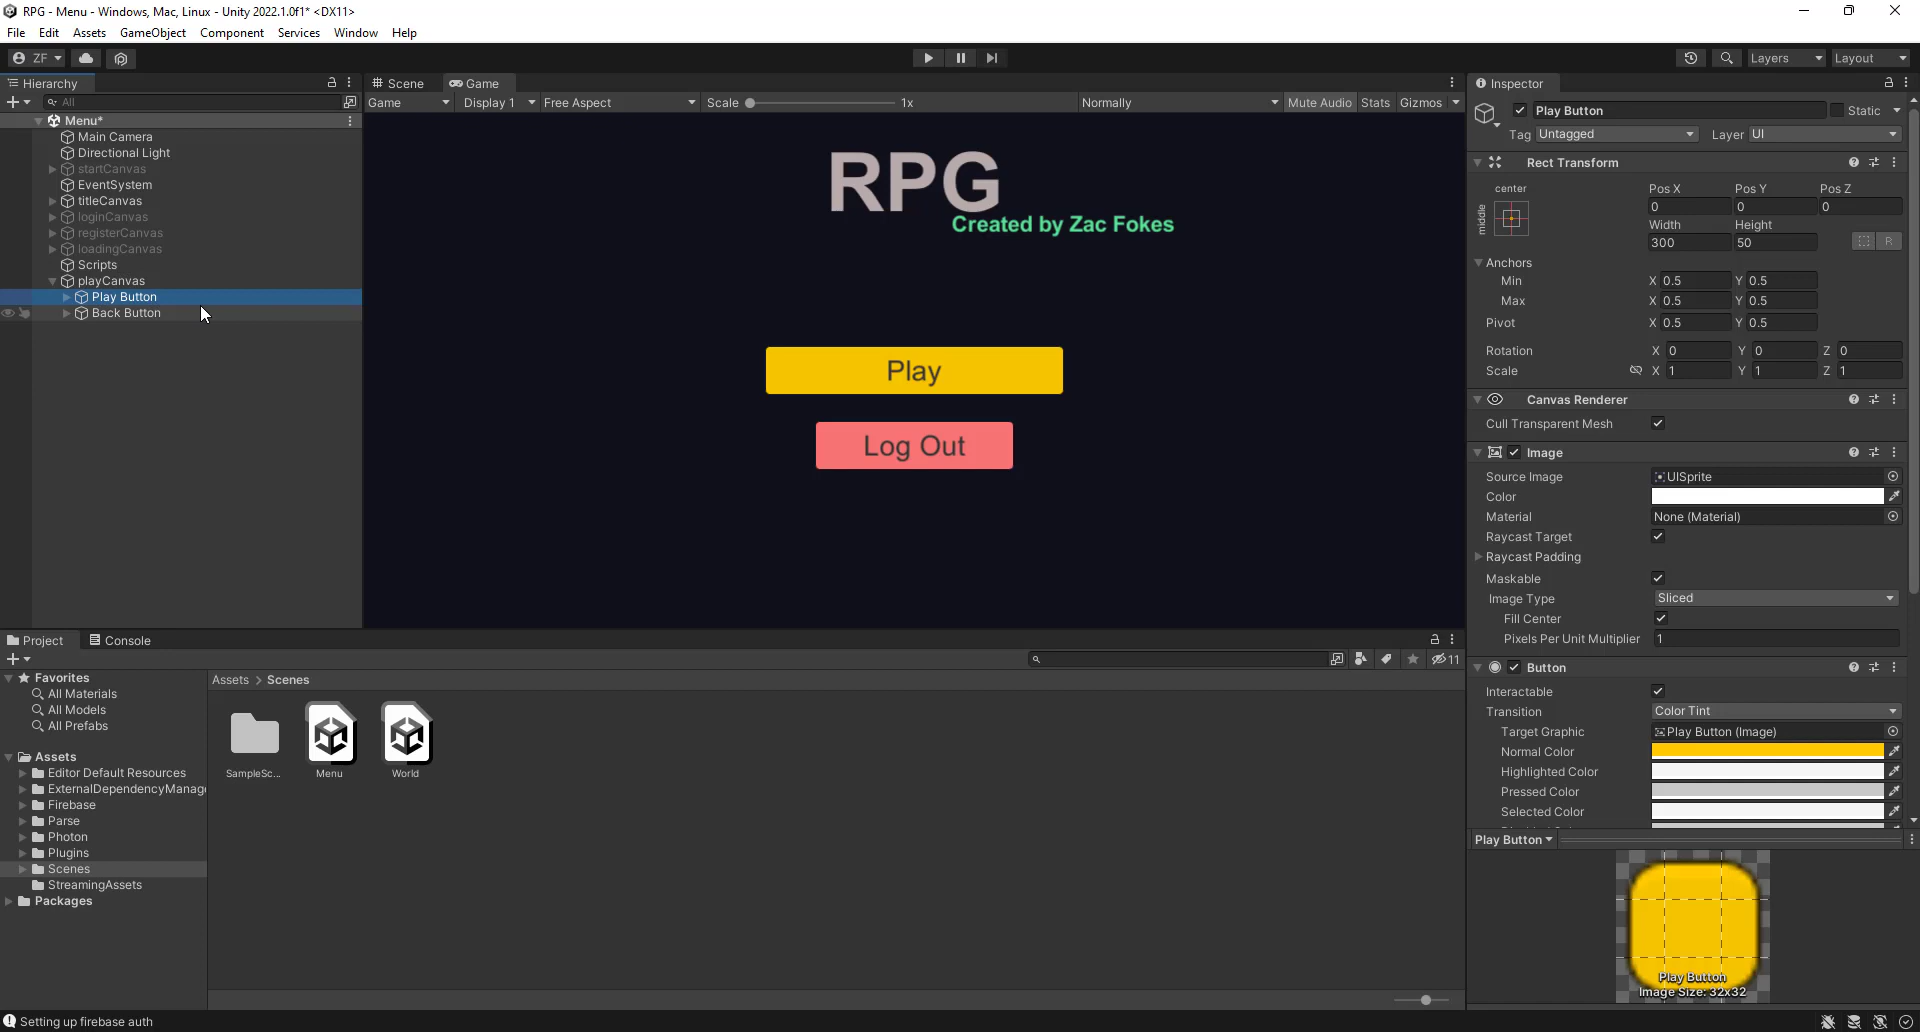 RPG - Menu - Windows, Mac, Linux - Unity 2022.1.0f1* <DX11>
File Edit Assets GameObject Component Services Window Help
ZF Layers Layout
Hierarchy
All
Menu*
Main Camera
Directional Light
startCanvas
EventSystem
titleCanvas
loginCanvas
registerCanvas
loadingCanvas
Scripts
playCanvas
Play Button
Back Button
Scene Game
Game Display 1 Free Aspect Scale 1x Normally Mute Audio Stats Gizmos
RPG
Created by Zac Fokes
Play
Log Out
Inspector
Play Button Static
Tag Untagged Layer UI
Rect Transform
center Pos X Pos Y Pos Z
middle 0 0 0
Width Height
300 50 R
Anchors
Min X 0.5 Y 0.5
Max X 0.5 Y 0.5
Pivot X 0.5 Y 0.5
Rotation X 0 Y 0 Z 0
Scale X 1 Y 1 Z 1
Canvas Renderer
Cull Transparent Mesh
Image
Source Image UISprite
Color
Material None (Material)
Raycast Target
Raycast Padding
Maskable
Image Type Sliced
Fill Center
Pixels Per Unit Multiplier 1
Button
Interactable
Transition Color Tint
Target Graphic Play Button (Image)
Normal Color
Highlighted Color
Pressed Color
Selected Color
Play Button
Play Button
Image Size: 32x32
Project Console
11
Favorites
All Materials
All Models
All Prefabs
Assets
Editor Default Resources
ExternalDependencyManage
Firebase
Parse
Photon
Plugins
Scenes
StreamingAssets
Packages
Assets > Scenes
SampleSc... Menu World
Setting up firebase auth